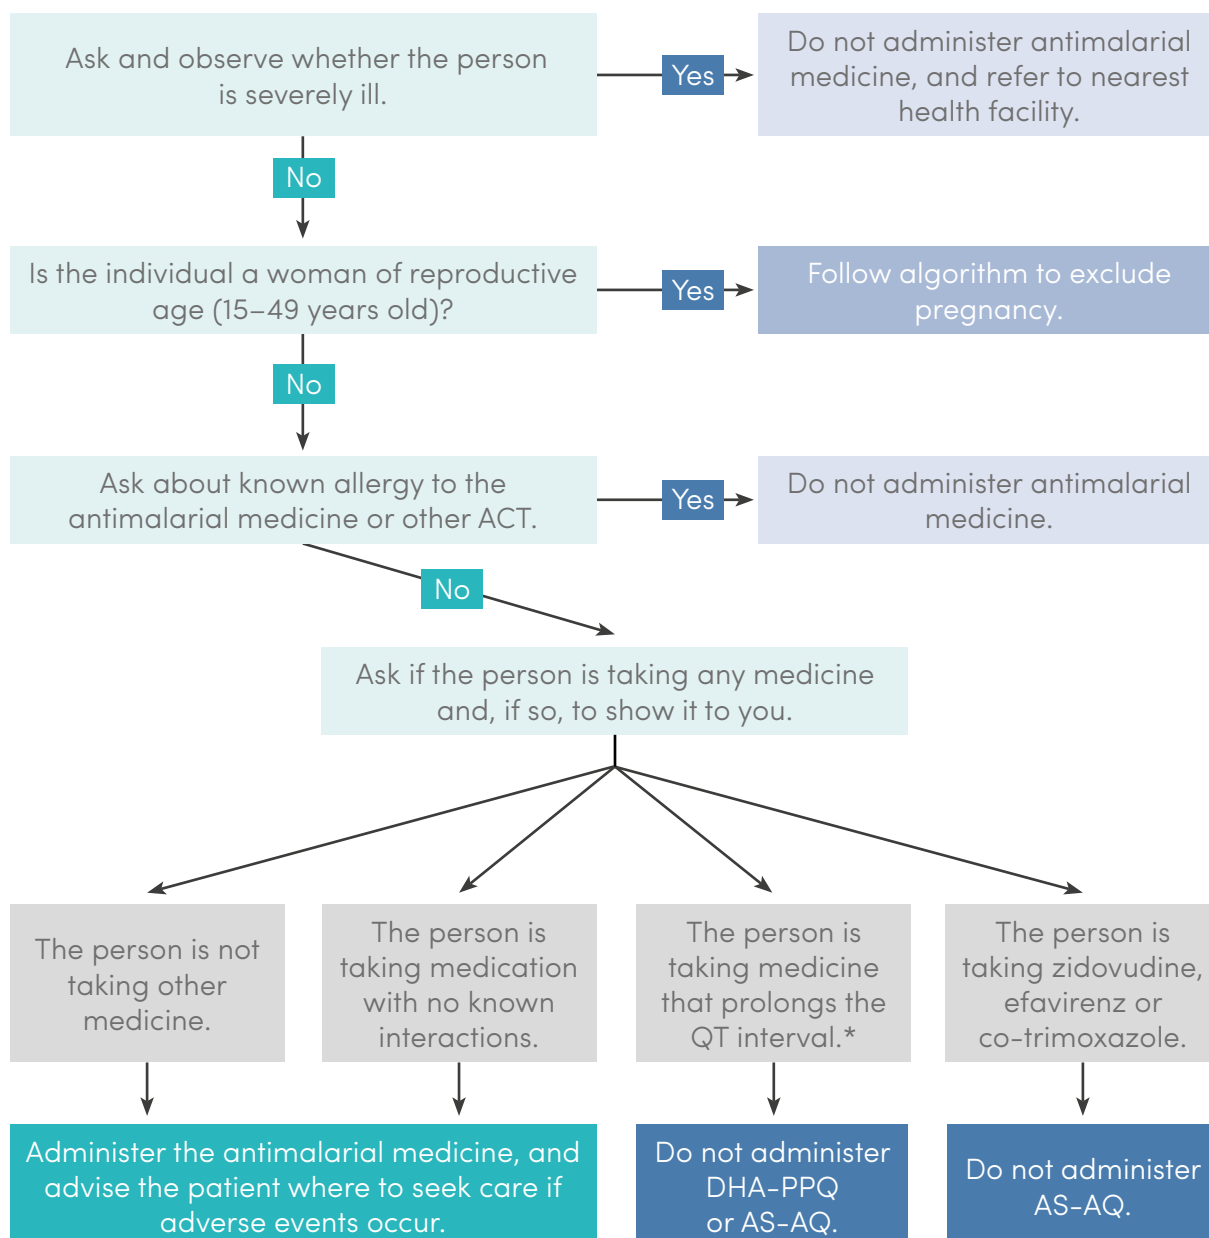 Ask and observe whether the person
is severely ill.
Yes
Do not administer antimalarial
medicine, and refer to nearest
health facility.
No
Is the individual a woman of reproductive
age (15–49 years old)?
Yes
Follow algorithm to exclude
pregnancy.
No
Ask about known allergy to the
antimalarial medicine or other ACT.
Yes
Do not administer antimalarial
medicine.
No
Ask if the person is taking any medicine
and, if so, to show it to you.
The person is not
taking other
medicine.
The person is
taking medication
with no known
interactions.
The person is
taking medicine
that prolongs the
QT interval.*
The person is
taking zidovudine,
efavirenz or
co-trimoxazole.
Administer the antimalarial medicine, and
advise the patient where to seek care if
adverse events occur.
Do not administer
DHA-PPQ
or AS-AQ.
Do not administer
AS-AQ.